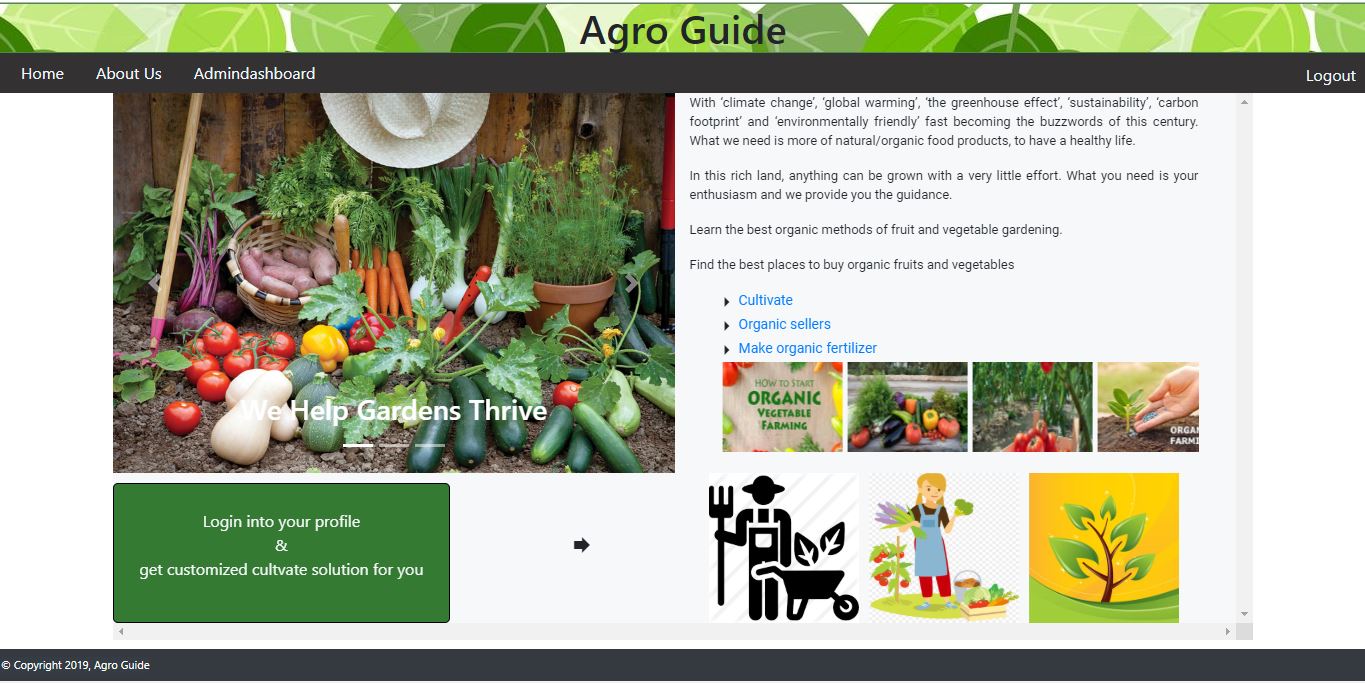 Agro Guide
Home
About Us
Admindashboard
Logout
With ‘climate change’, ‘global warming’, ‘the greenhouse effect’, ‘sustainability’, ‘carbon
footprint’ and ‘environmentally friendly’ fast becoming the buzzwords of this century.
What we need is more of natural/organic food products, to have a healthy life.
In this rich land, anything can be grown with a very little effort. What you need is your
enthusiasm and we provide you the guidance.
Learn the best organic methods of fruit and vegetable gardening.
Find the best places to buy organic fruits and vegetables
Cultivate
Organic sellers
Make organic fertilizer
We Help Gardens Thrive
HOW TO START
ORGANIC
VEGETABLE
FARMING
ORGAN
FARMI
Login into your profile
&
get customized cultvate solution for you
© Copyright 2019, Agro Guide